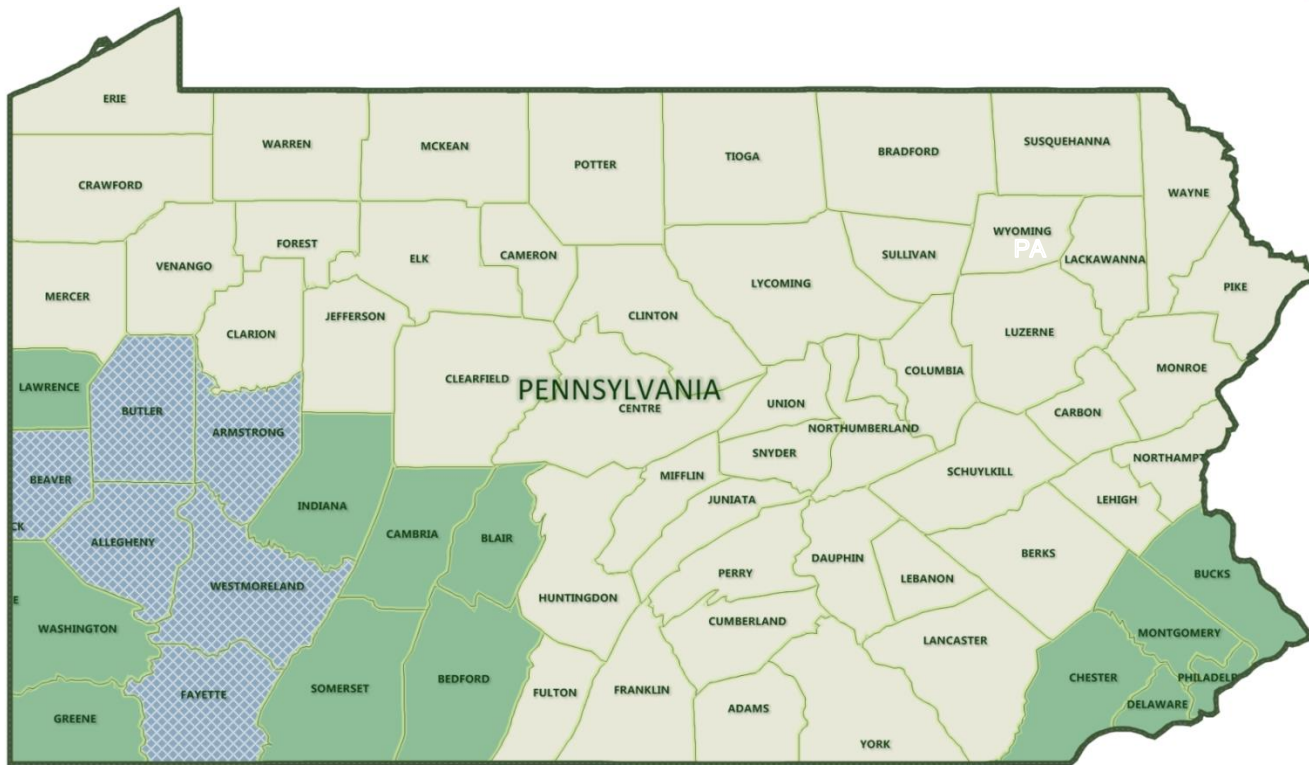 ERIE
WARREN
MCKEAN
POTTER
TIOGA
BRADFORD
SUSQUEHANNA
CRAWFORD
WAYNE
VENANGO
FOREST
ELK
CAMERON
LYCOMING
SULLIVAN
WYOMING
PA
LACKAWANNA
MERCER
PIKE
CLARION
JEFFERSON
CLINTON
LUZERNE
LAWRENCE
BUTLER
ARMSTRONG
CLEARFIELD
PENNSYLVANIA
CENTRE
UNION
NORTHUMBERLAND
COLUMBIA
MONROE
CARBON
BEAVER
SNYDER
MIFFLIN
JUNIATA
SCHUYLKILL
NORTHAMPT
LEHIGH
CK
ALLEGHENY
INDIANA
CAMBRIA
BLAIR
WESTMORELAND
HUNTINGDON
PERRY
DAUPHIN
LEBANON
BERKS
BUCKS
E
WASHINGTON
CUMBERLAND
LANCASTER
MONTGOMERY
GREENE
FAYETTE
SOMERSET
BEDFORD
FULTON
FRANKLIN
ADAMS
YORK
CHESTER
DELAWARE
PHILADELP